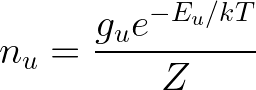 n_u = \frac{g_u e^{-E_u/kT}}{Z}